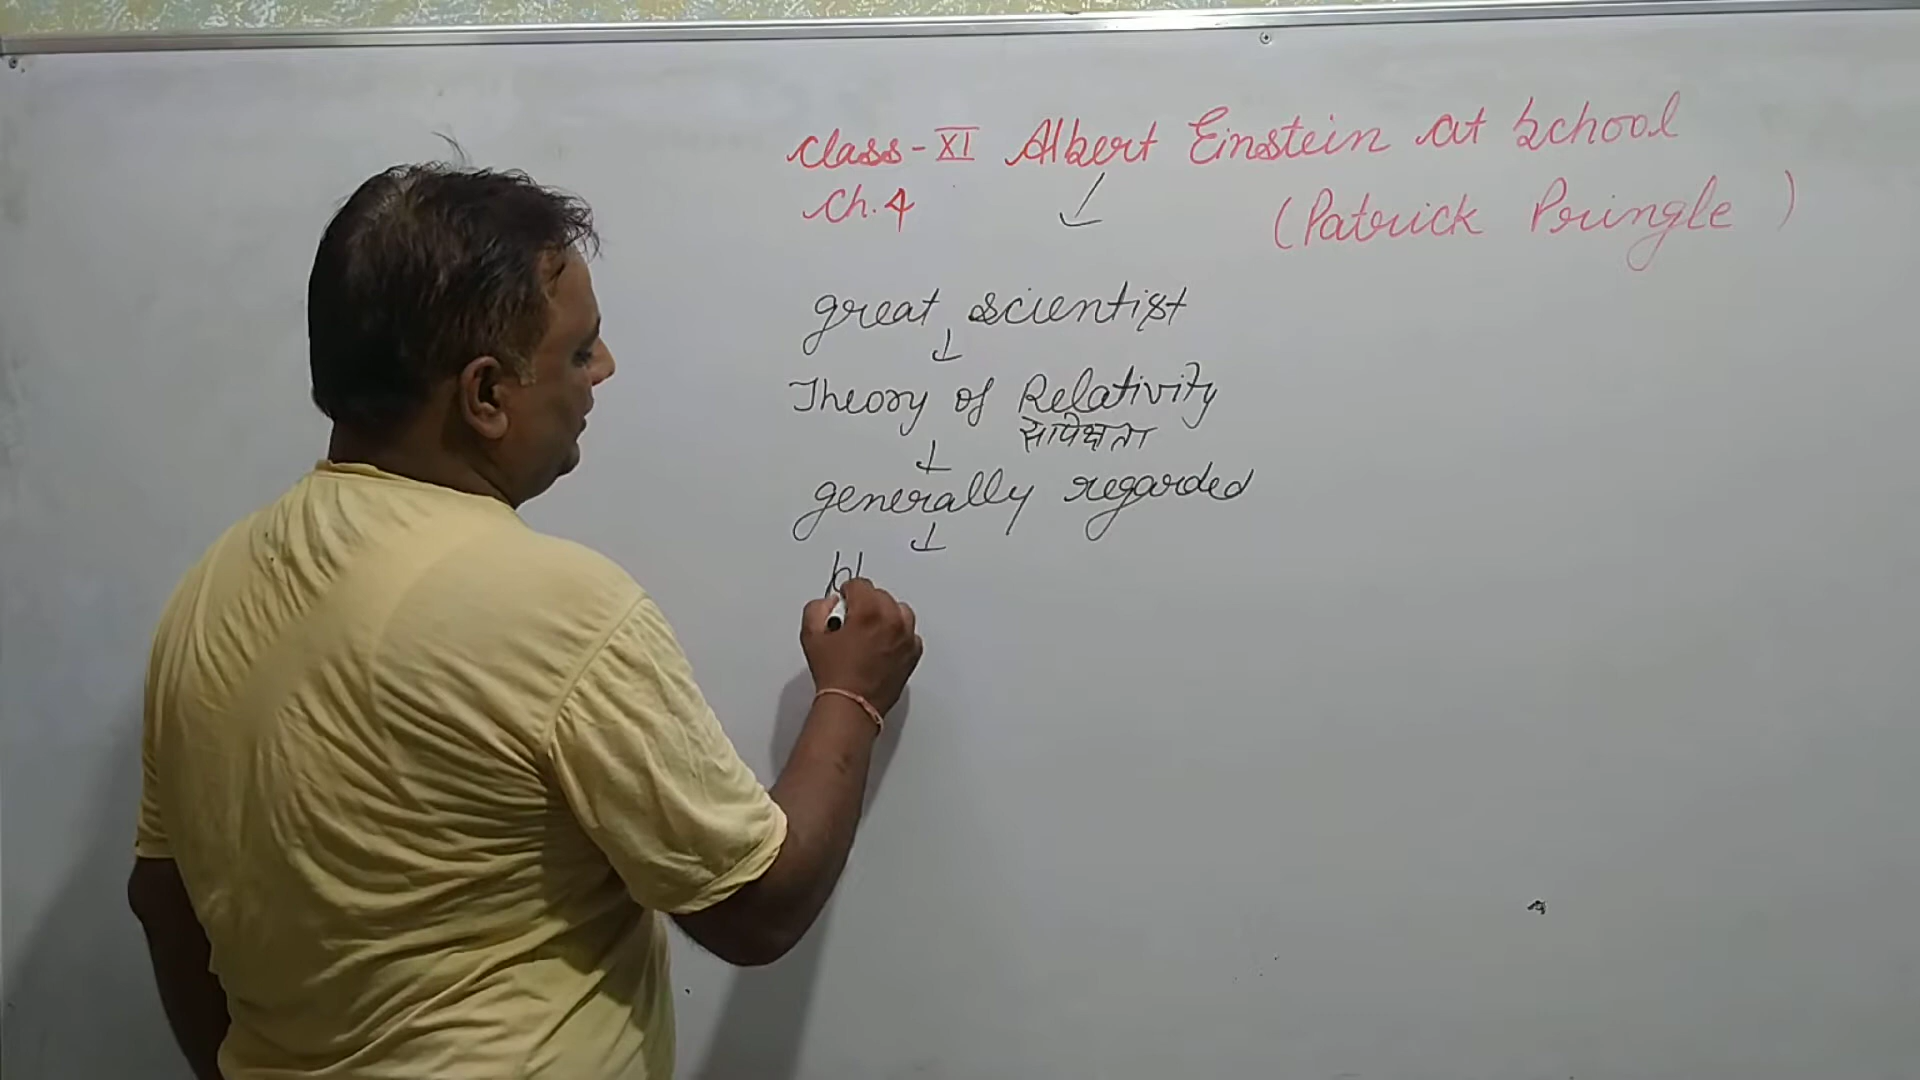 Class-XI Albert Einstein at School
Ch.4 (Patrick Pringle)
great scientist
Theory of Relativity
सापेक्षता
generally regarded